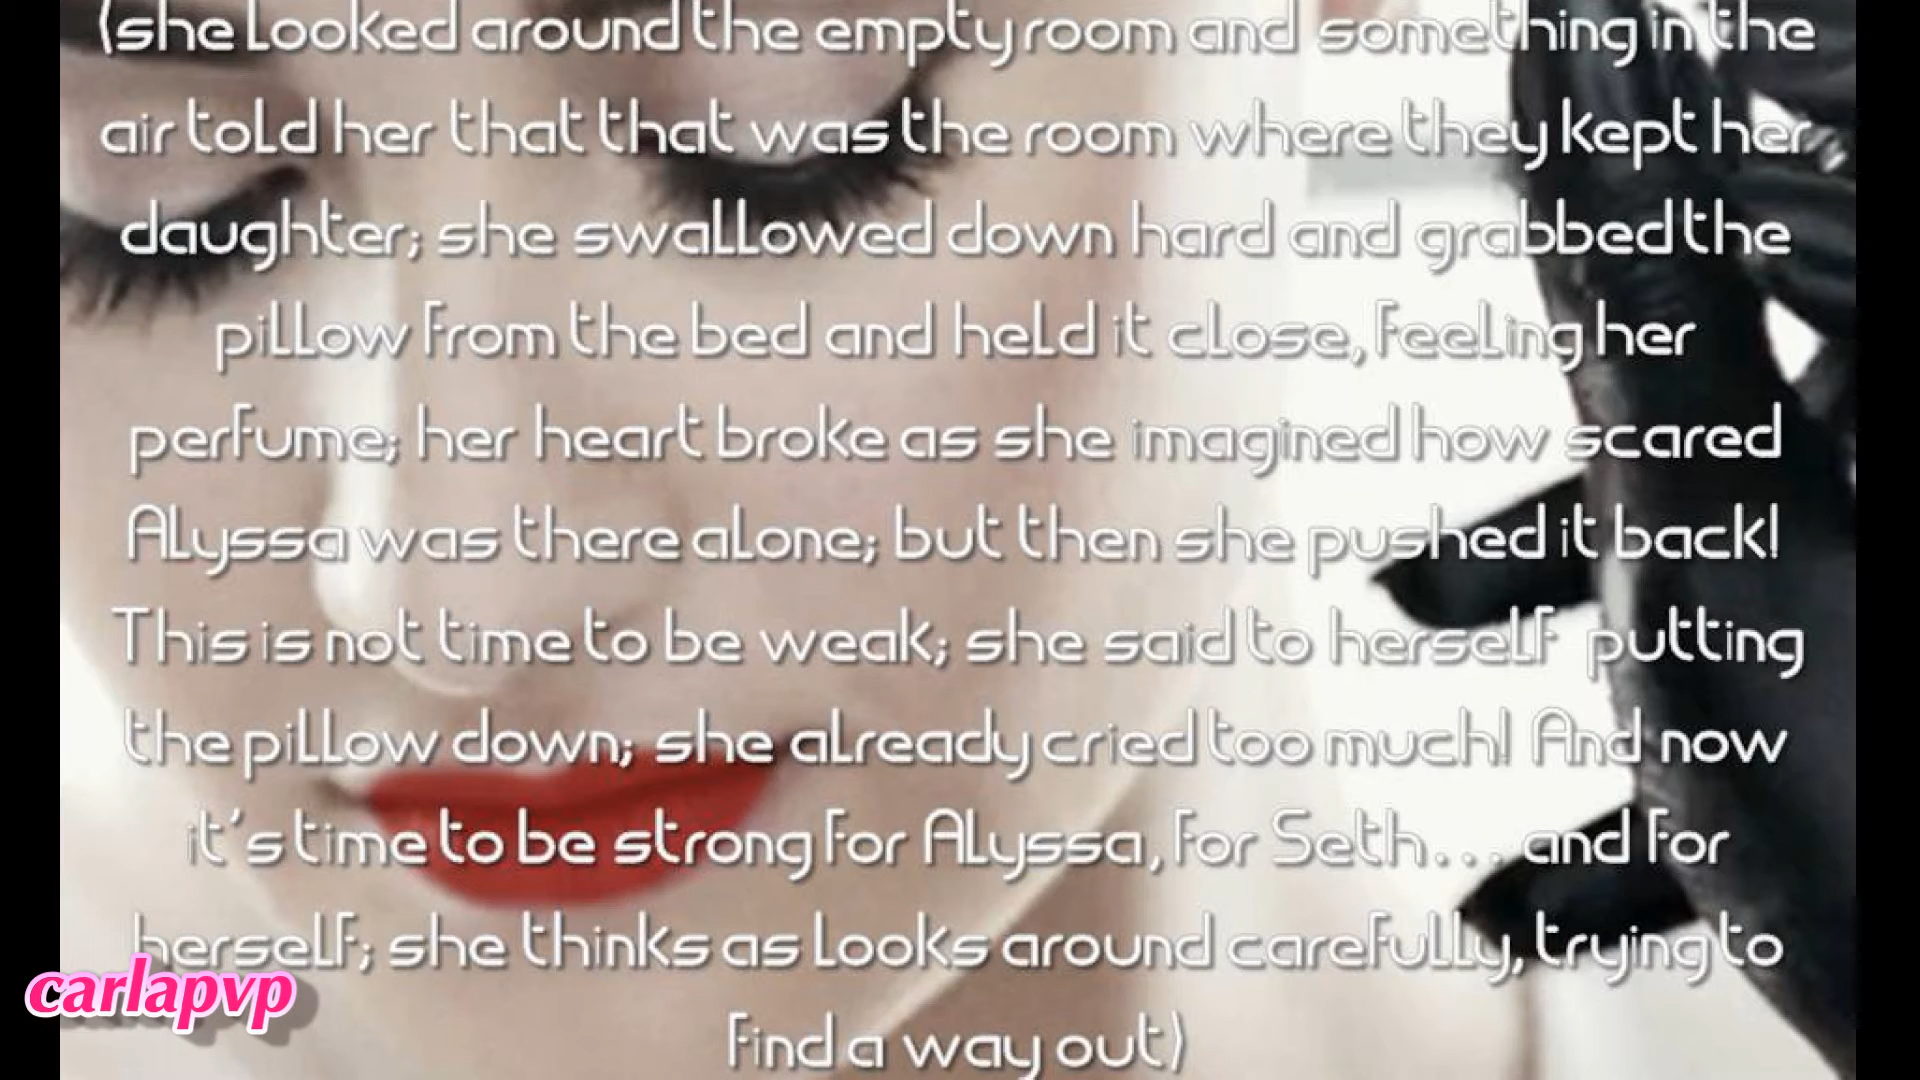 (she looked around the empty room and something in the
air told her that that was the room where they kept her
daughter; she swallowed down hard and grabbed the
pillow from the bed and held it close, feeling her
perfume; her heart broke as she imagined how scared
Alyssa was there alone; but then she pushed it back!
This is not time to be weak; she said to herself putting
the pillow down; she already cried too much! And now
it's time to be strong for Alyssa, for Seth... and for
herself; she thinks as looks around carefully, trying to
find a way out)
carlapvp